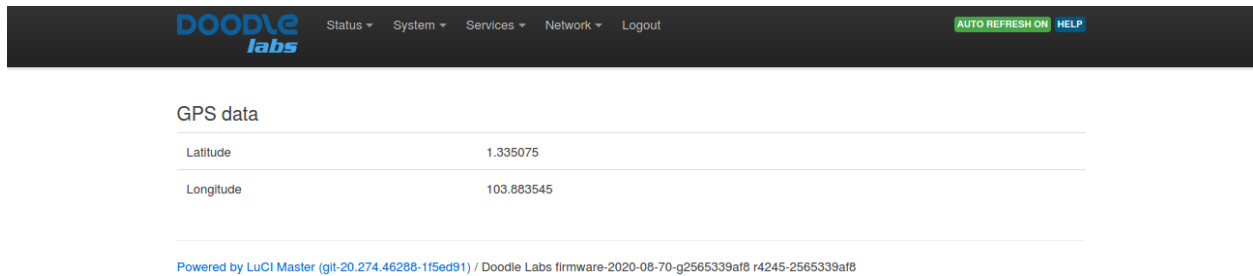 DOODLE labs Status System Services Network Logout AUTO REFRESH ON HELP
GPS data
Latitude 1.335075
Longitude 103.883545
Powered by LuCI Master (git-20.274.46288-1f5ed91) / Doodle Labs firmware-2020-08-70-g2565339af8 r4245-2565339af8